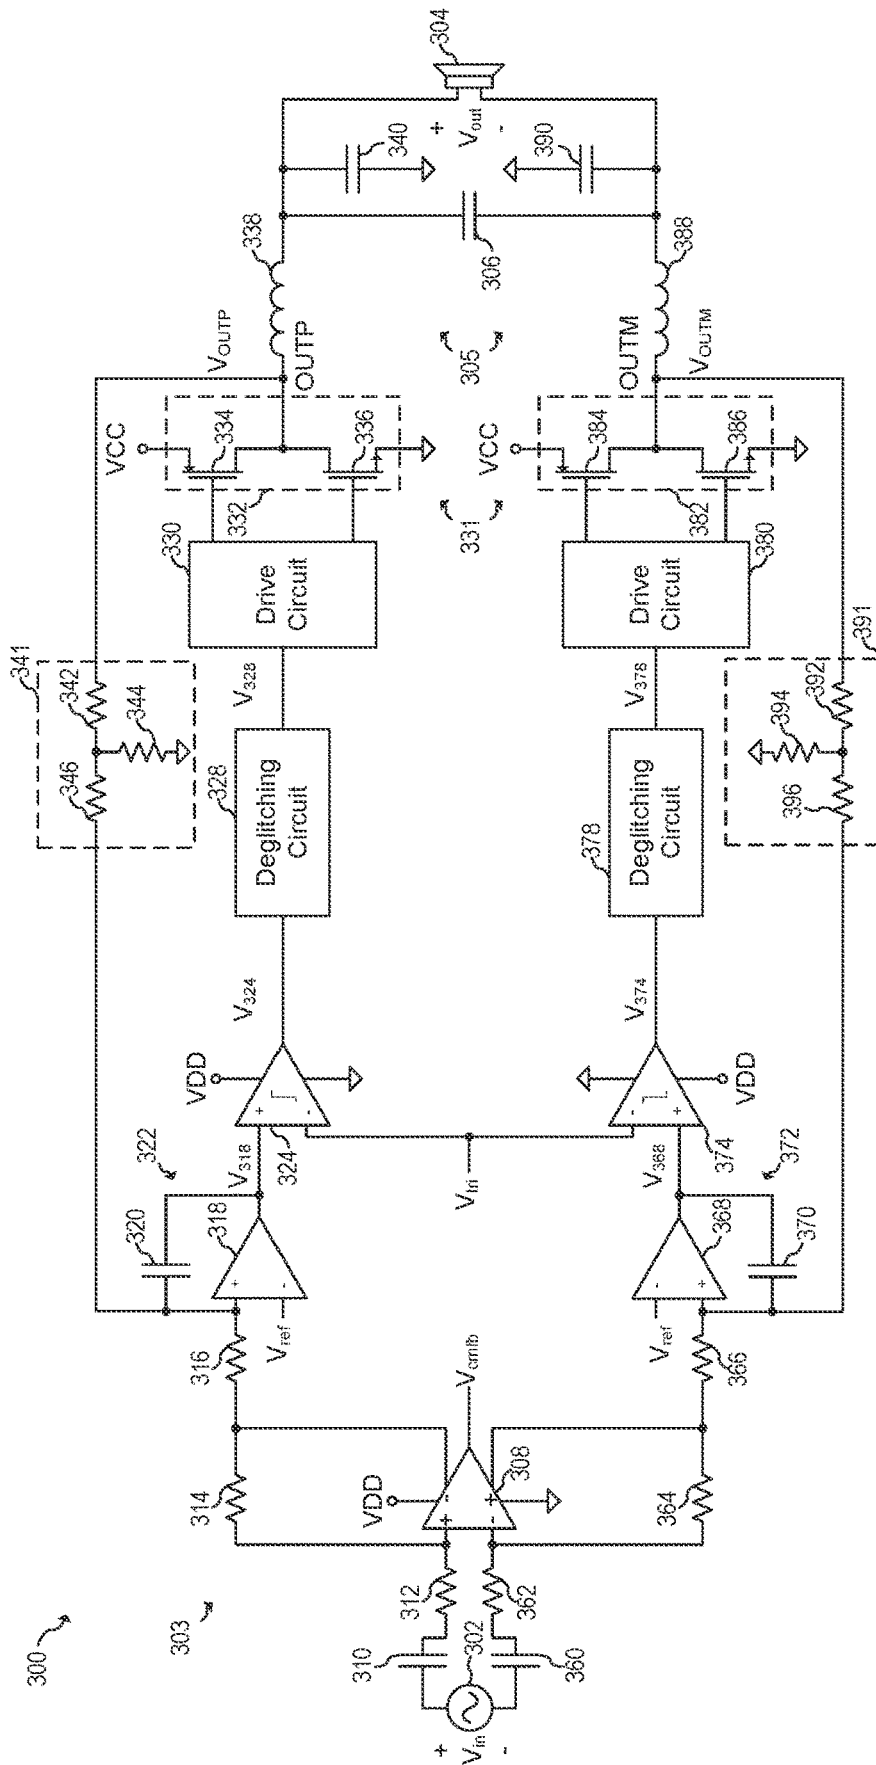 300
303
Vin
+
-
302
310
360
312
362
VDD
308
+
-
-
+
Vcmfb
314
364
316
366
Vref
+
-
318
320
322
V318
Vref
-
+
368
370
372
V368
Vtri
VDD
+
-
324
V324
-
+
374
VDD
V374
Deglitching
Circuit
328
V328
Deglitching
Circuit
378
V378
341
342
344
346
391
392
394
396
Drive
Circuit
330
Drive
Circuit
380
331
332
VCC
334
336
382
VCC
384
386
305
OUTP
VOUTP
OUTM
VOUTM
338
388
306
340
390
+
Vout
-
304